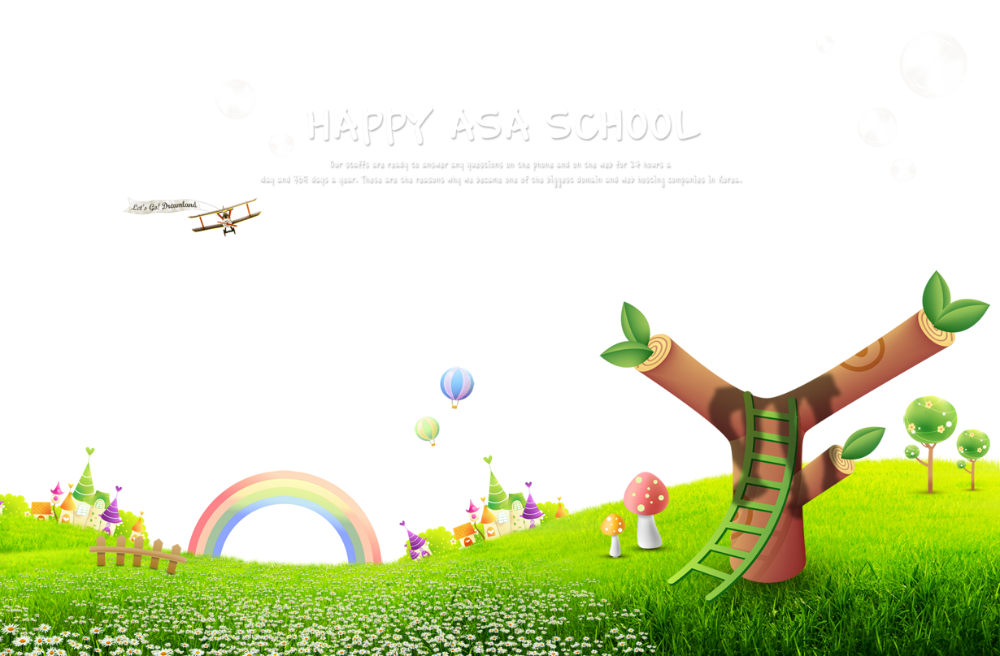 HAPPY ASA SCHOOL
Our staffs are ready to answer any questions on the phone and on the web for 24 hours a
day and 365 days a year. These are the reasons why we became one of the biggest domain and web hosting companies in Korea.
Let's Go! Dreamland